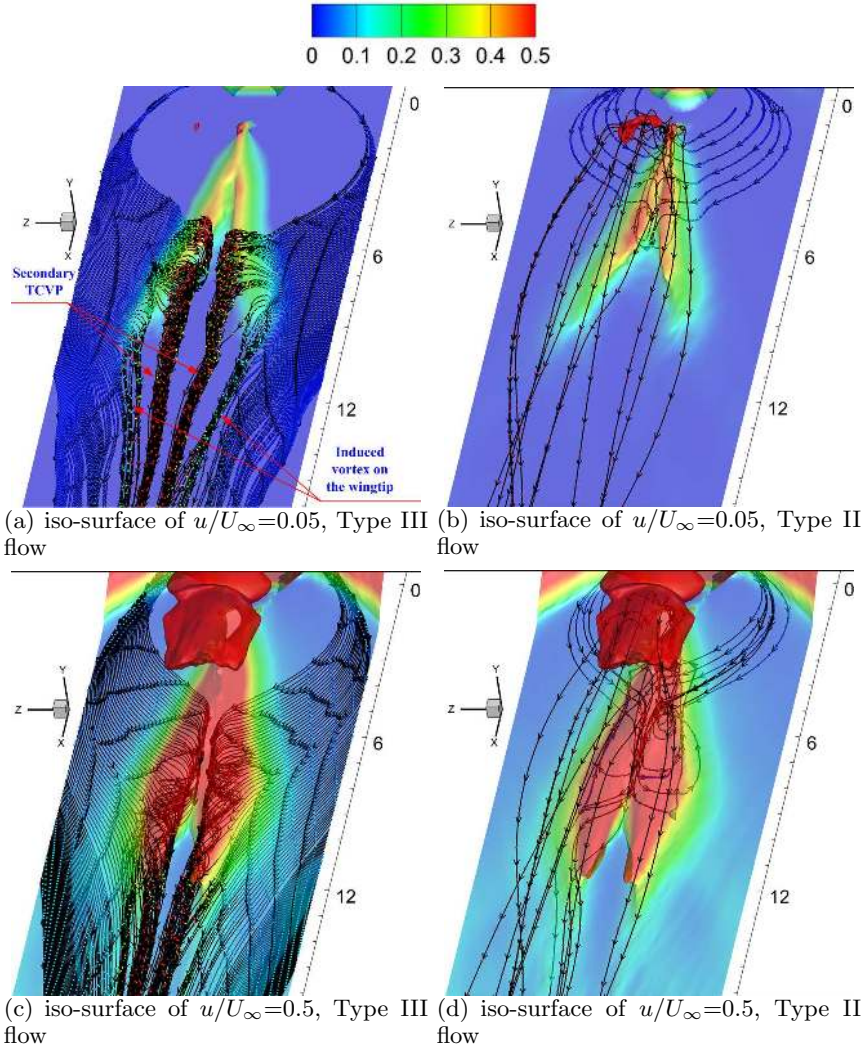 0 0.1 0.2 0.3 0.4 0.5
0
6
12
Y
Z
X
Secondary
TCVP
Induced
vortex on
the wingtip
0
6
12
Y
Z
X
(a) iso-surface of u/U∞=0.05, Type III
flow
(b) iso-surface of u/U∞=0.05, Type II
flow
0
6
12
Y
Z
X
0
6
12
Y
Z
X
(c) iso-surface of u/U∞=0.5, Type III
flow
(d) iso-surface of u/U∞=0.5, Type II
flow